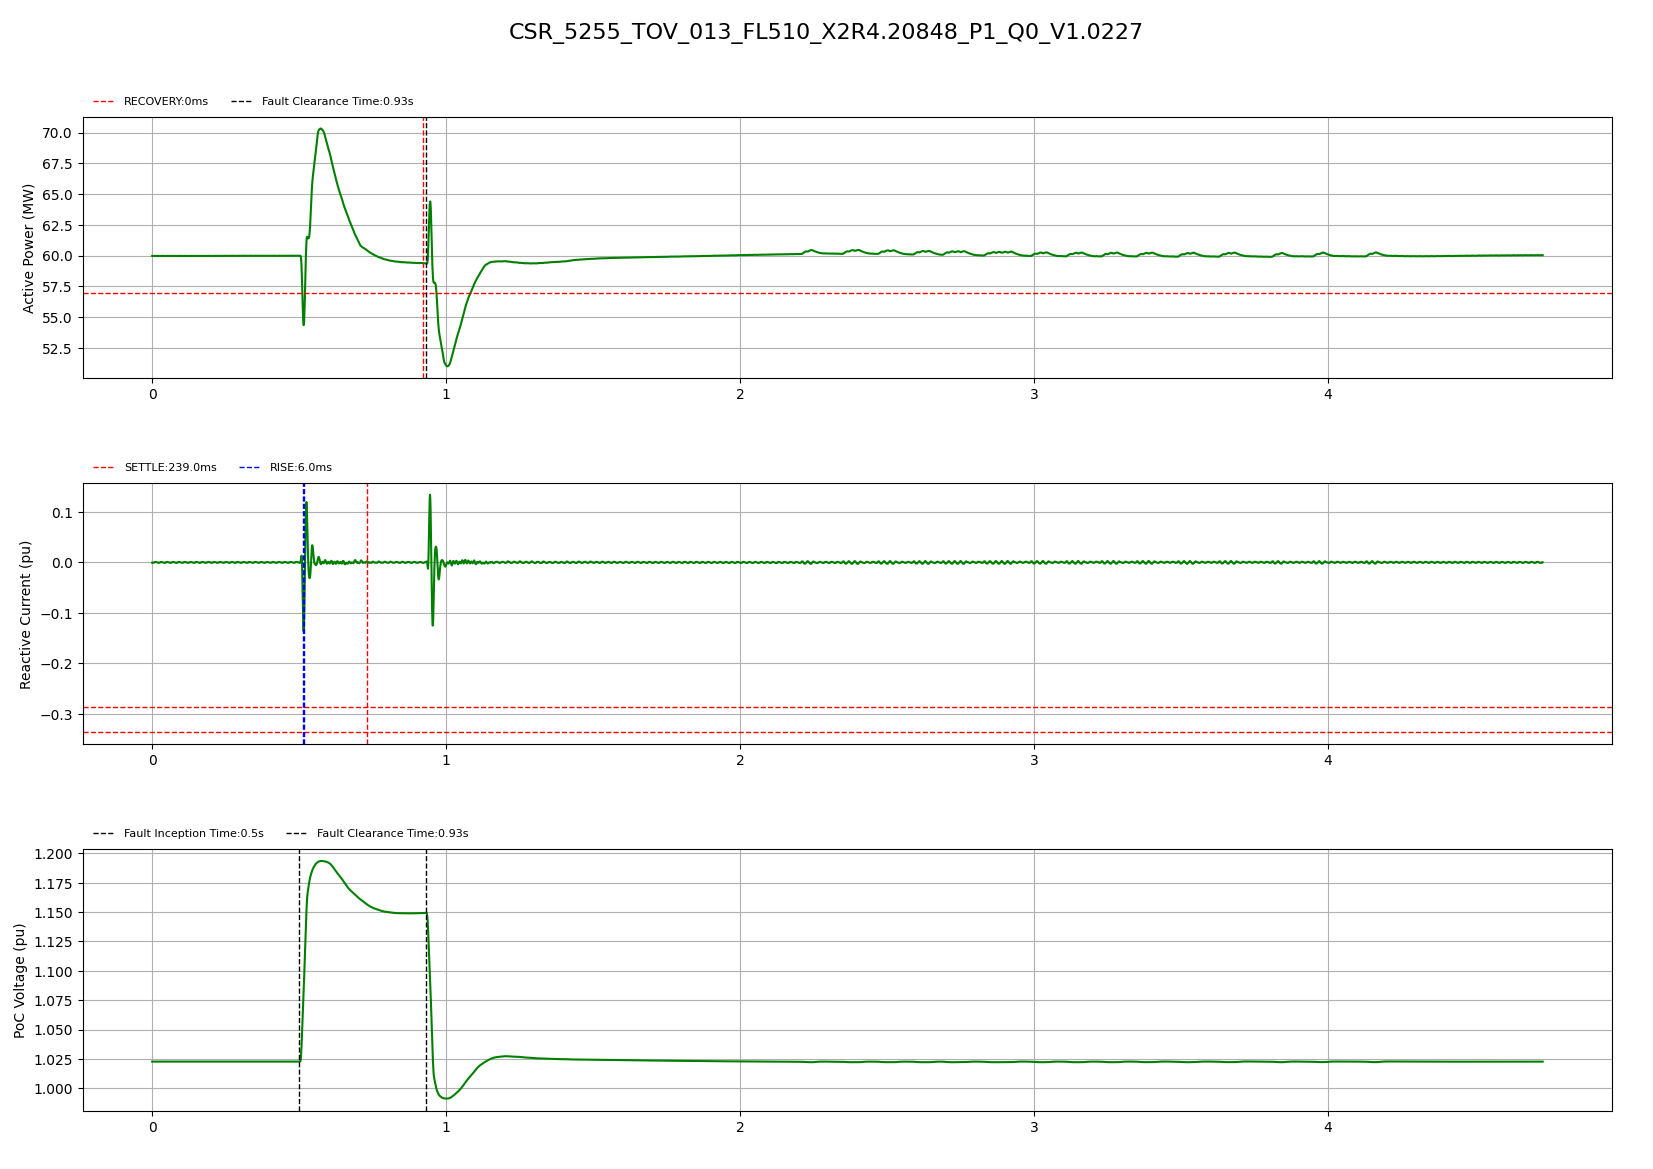 CSR_5255_TOV_013_FL510_X2R4.20848_P1_Q0_V1.0227
RECOVERY:0ms Fault Clearance Time:0.93s
Active Power (MW)
70.0
67.5
65.0
62.5
60.0
57.5
55.0
52.5
0 1 2 3 4
SETTLE:239.0ms RISE:6.0ms
Reactive Current (pu)
0.1
0.0
−0.1
−0.2
−0.3
0 1 2 3 4
Fault Inception Time:0.5s Fault Clearance Time:0.93s
PoC Voltage (pu)
1.200
1.175
1.150
1.125
1.100
1.075
1.050
1.025
1.000
0 1 2 3 4